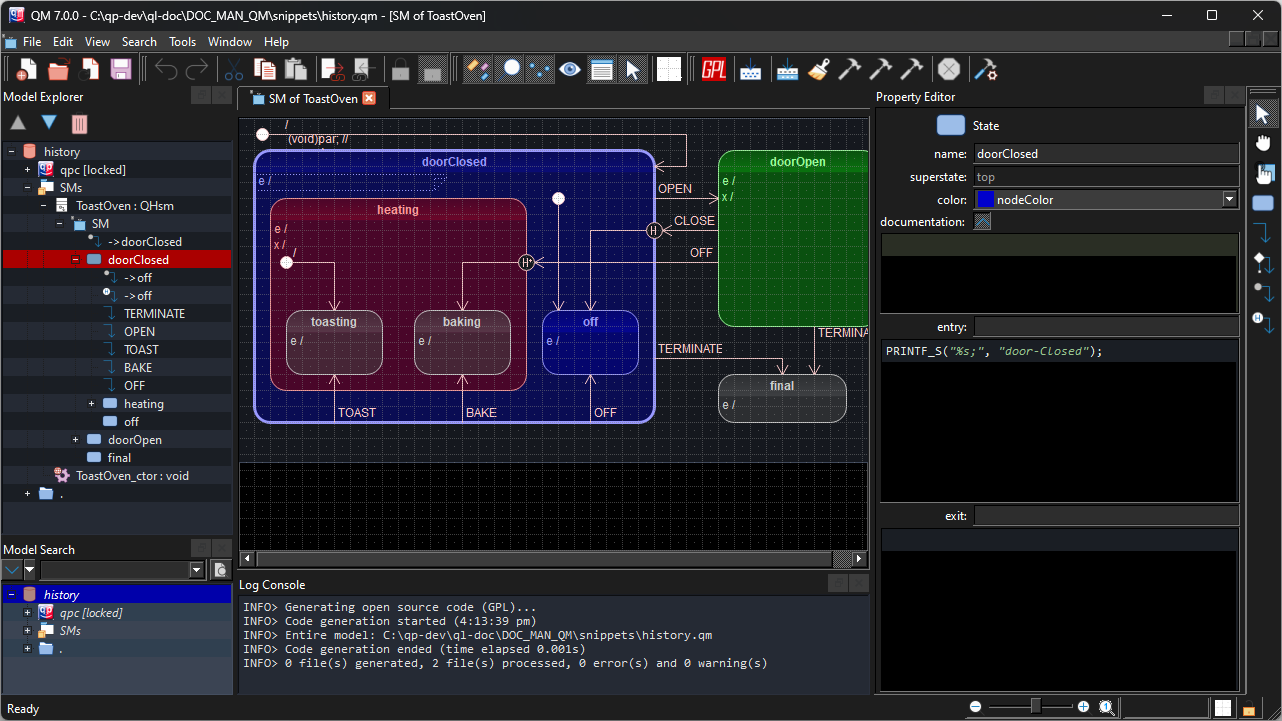 QM 7.0.0 - C:\qp-dev\ql-doc\DOC_MAN_QM\snippets\history.qm - [SM of ToastOven]
File Edit View Search Tools Window Help
GPL
Model Explorer
history
qpc [locked]
SMs
ToastOven : QHsm
SM
->doorClosed
doorClosed
->off
->off
TERMINATE
OPEN
TOAST
BAKE
OFF
heating
off
doorOpen
final
ToastOven_ctor : void
.
Model Search
history
qpc [locked]
SMs
.
SM of ToastOven
/
(void)par; //
doorClosed
e /
heating
e /
x /
/
toasting
e /
baking
e /
off
e /
H
H*
TOAST
BAKE
OFF
OPEN
CLOSE
OFF
TERMINATE
doorOpen
e /
x /
TERMINA
final
e /
Log Console
INFO> Generating open source code (GPL)...
INFO> Code generation started (4:13:39 pm)
INFO> Entire model: C:\qp-dev\ql-doc\DOC_MAN_QM\snippets\history.qm
INFO> Code generation ended (time elapsed 0.001s)
INFO> 0 file(s) generated, 2 file(s) processed, 0 error(s) and 0 warning(s)
Property Editor
State
name: doorClosed
superstate: top
color: nodeColor
documentation:
entry:
PRINTF_S("%s;", "door-Closed");
exit:
Ready